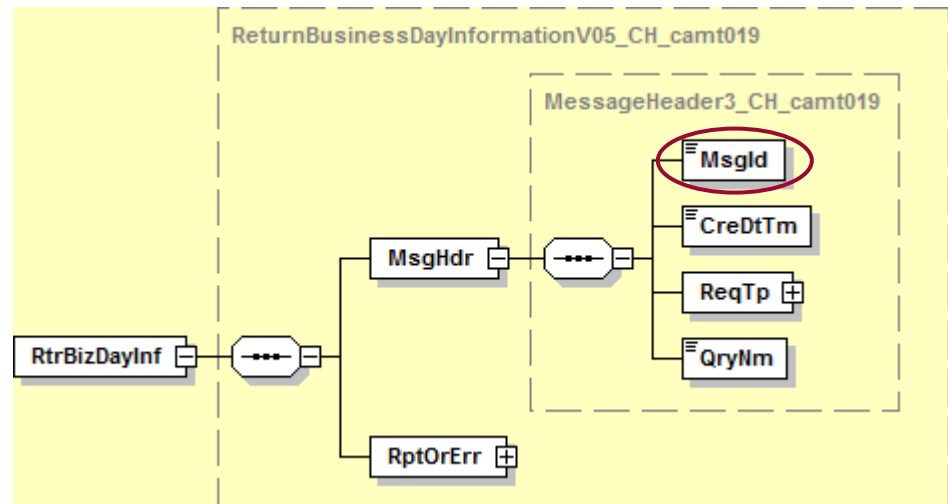 ReturnBusinessDayInformationV05_CH_camt019
MessageHeader3_CH_camt019
MsgId
CreDtTm
MsgHdr
ReqTp
RtrBizDayInf
QryNm
RptOrErr